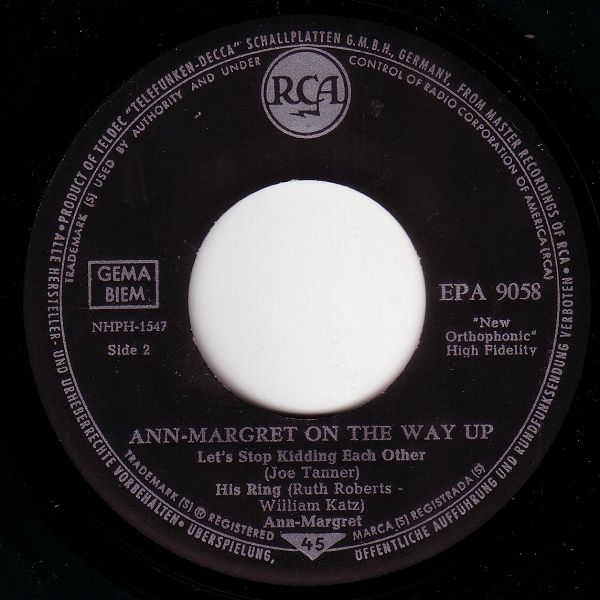 • PRODUCT OF TELDEC "TELEFUNKEN-DECCA" SCHALLPLATTEN G.M.B.H., GERMANY, FROM MASTER RECORDINGS OF RCA •
TRADEMARK (S) USED BY AUTHORITY AND UNDER CONTROL OF RADIO CORPORATION OF AMERICA (RCA)
RCA
GEMA
BIEM
EPA 9058
NHPH-1547
Side 2
"New
Orthophonic"
High Fidelity
ANN-MARGRET ON THE WAY UP
Let's Stop Kidding Each Other
(Joe Tanner)
His Ring (Ruth Roberts -
William Katz)
Ann-Margret
TRADEMARK (S) ® REGISTERED
45
MARCA (S) REGISTRADA (S)
• ALLE HERSTELLER- UND URHEBERRECHTE VORBEHALTEN • ÜBERSPIELUNG, ÖFFENTLICHE AUFFÜHRUNG UND RUNDFUNKSENDUNG VERBOTEN